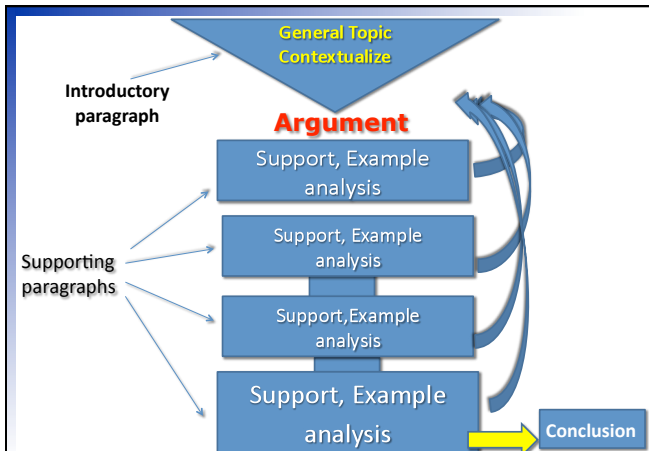 General Topic
Contextualize
Introductory
paragraph
Argument
Support, Example
analysis
Support, Example
analysis
Supporting
paragraphs
Support,Example
analysis
Support, Example
analysis
Conclusion